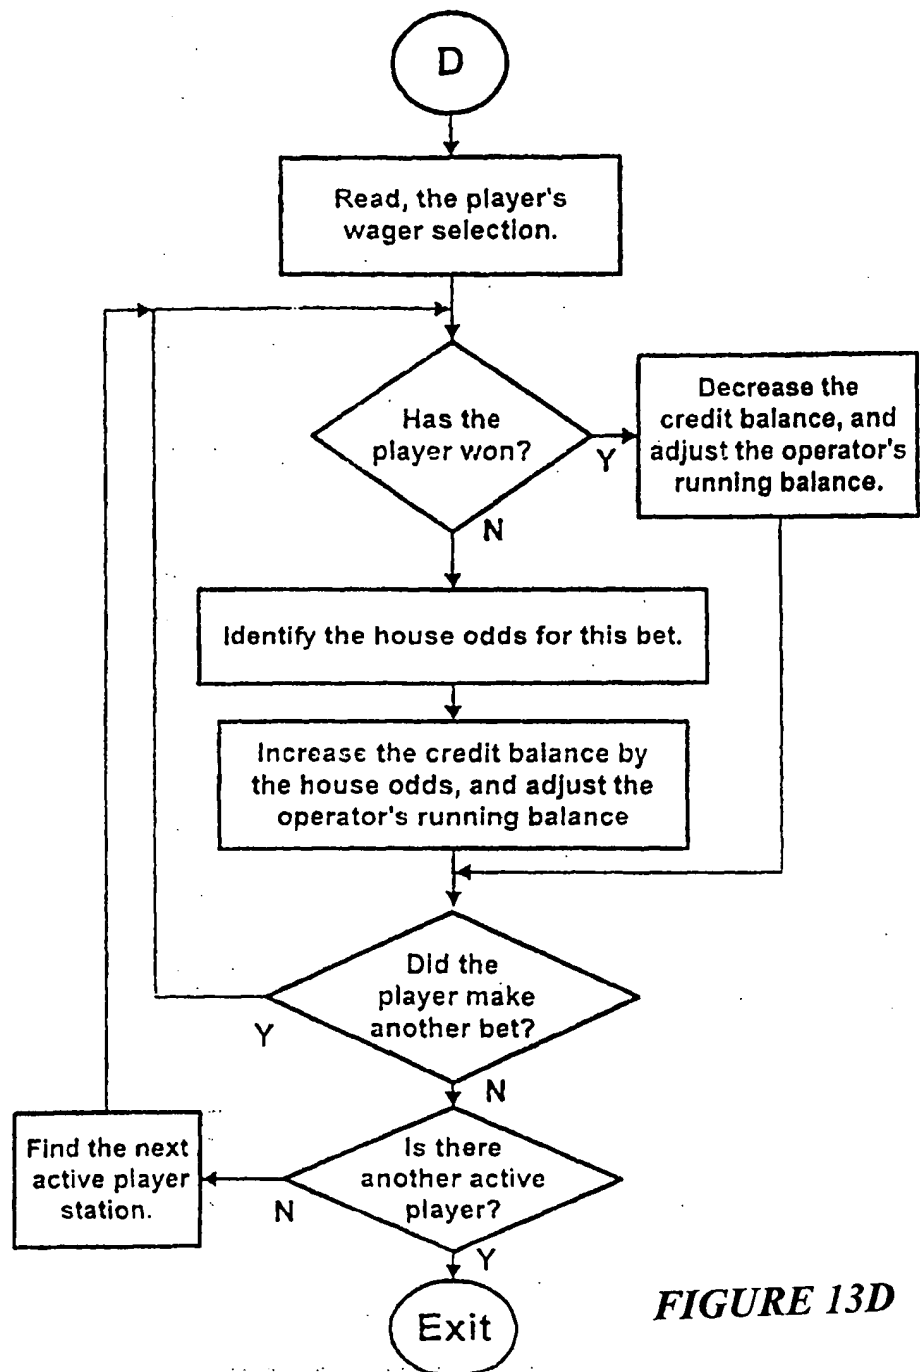 D
Read, the player's
wager selection.
Has the
player won?
Y
N
Decrease the
credit balance, and
adjust the operator's
running balance.
Identify the house odds for this bet.
Increase the credit balance by
the house odds, and adjust the
operator's running balance
Did the
player make
another bet?
Y
N
Is there
another active
player?
N
Y
Find the next
active player
station.
Exit
FIGURE 13D